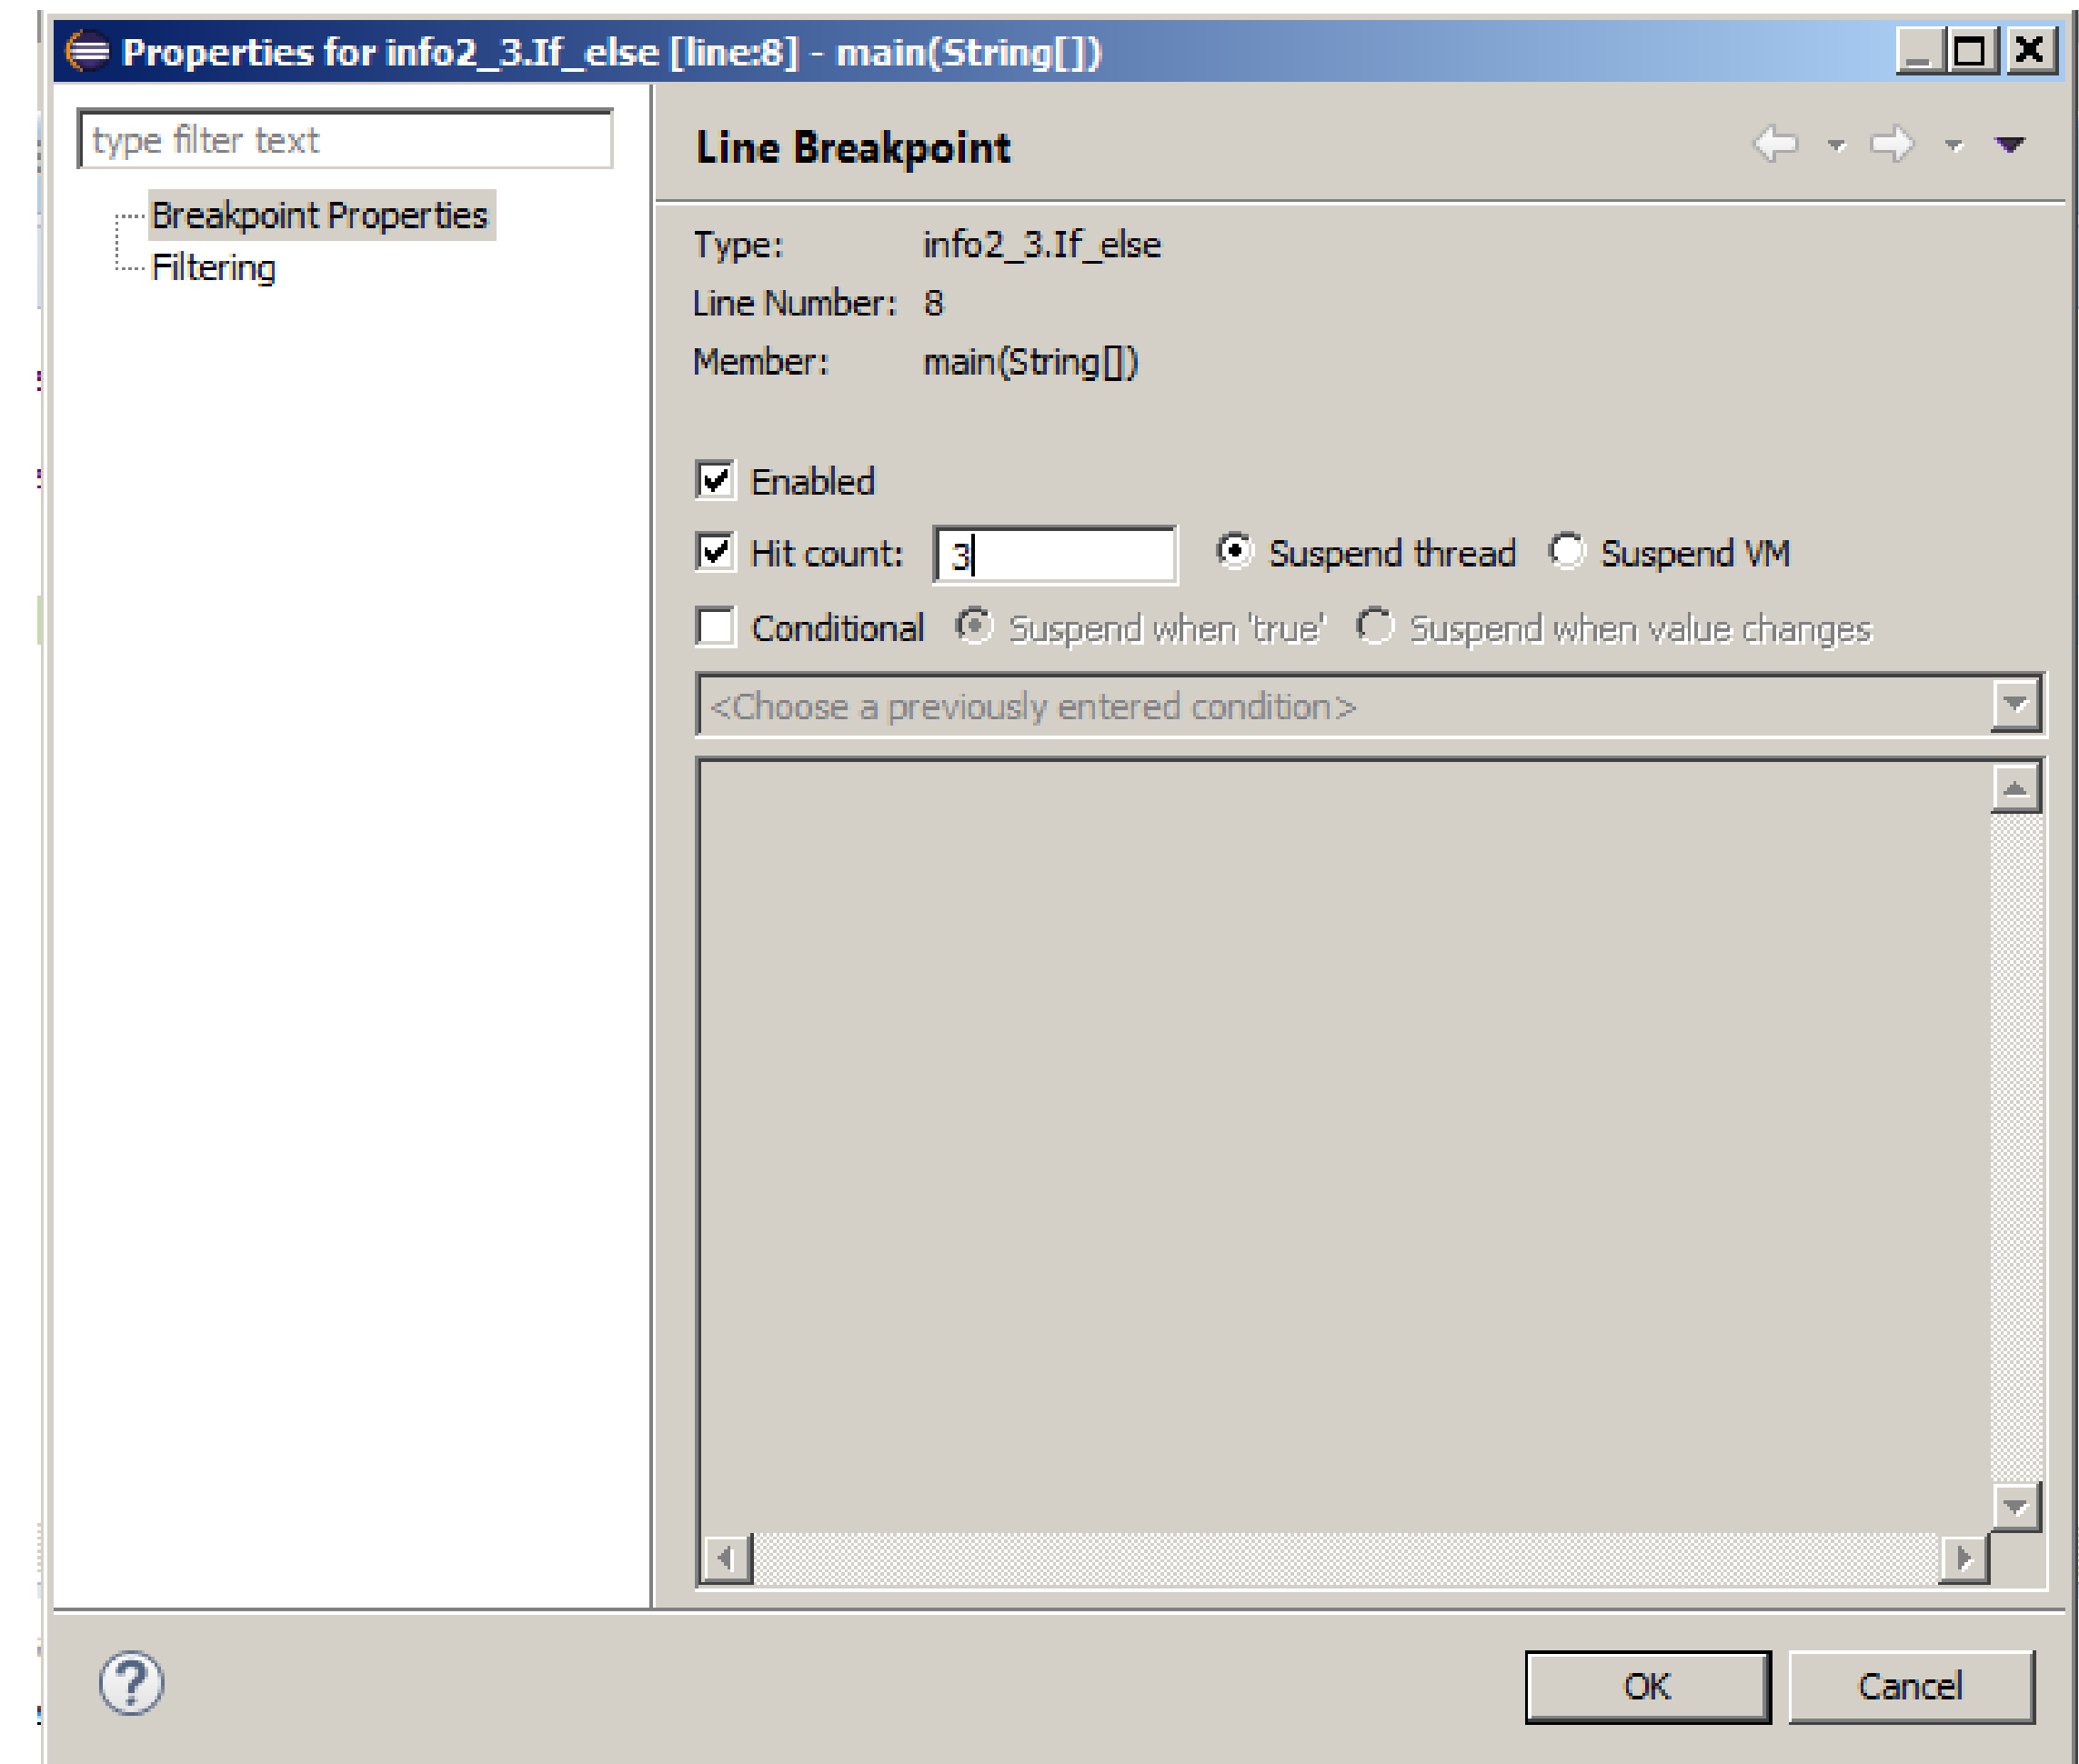 Properties for info2_3.If_else [line:8] - main(String[])
type filter text
Breakpoint Properties
Filtering
Line Breakpoint
Type: info2_3.If_else
Line Number: 8
Member: main(String[])
Enabled
Hit count: 3 Suspend thread Suspend VM
Conditional Suspend when 'true' Suspend when value changes
<Choose a previously entered condition>
?
OK Cancel